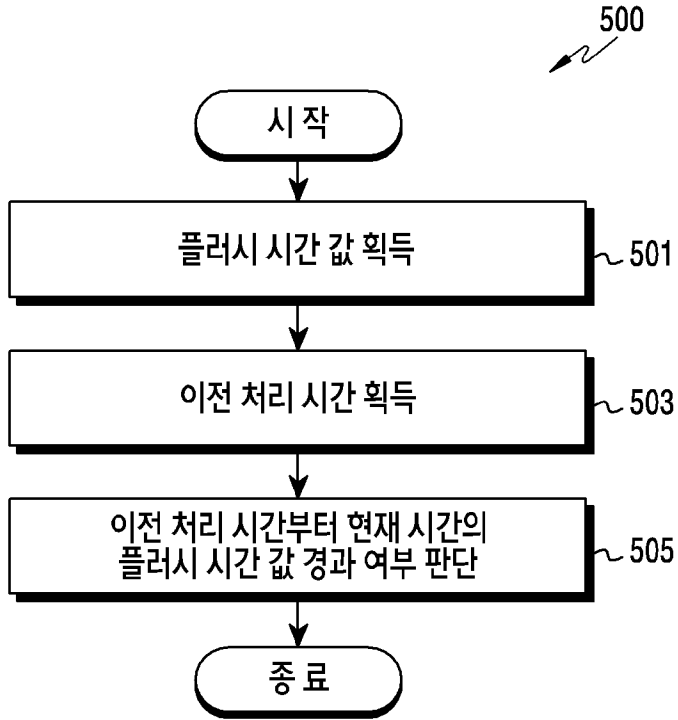 500
시 작
플러시 시간 값 획득
501
이전 처리 시간 획득
503
이전 처리 시간부터 현재 시간의
플러시 시간 값 경과 여부 판단
505
종 료